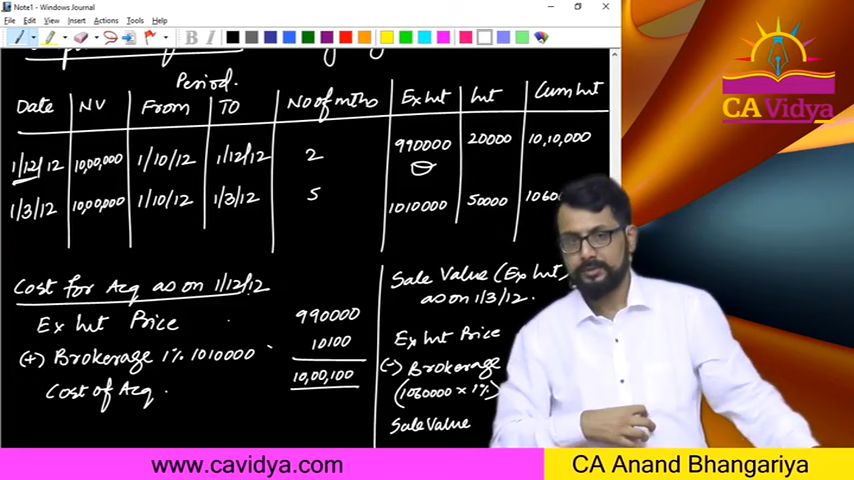 Note1 - Windows Journal
File Edit View Insert Actions Tools Help
Period.
Date NV From TO No of mths Ex Int Int Cum Int
1/12/12 10,00,000 1/10/12 1/12/12 2 990000 20000 10,10,000
1/3/12 10,00,000 1/10/12 1/3/12 5 1010000 50000
Cost for Acq as on 1/12/12
Ex Int Price 990000
(+) Brokerage 1% 1010000 10100
Cost of Acq. 10,00,100
Sale Value (Ex Int)
as on 1/3/12.
Ex Int Price
(-) Brokerage
(1060000 x 1%)
Sale Value
CA Vidya
www.cavidya.com
CA Anand Bhangariya